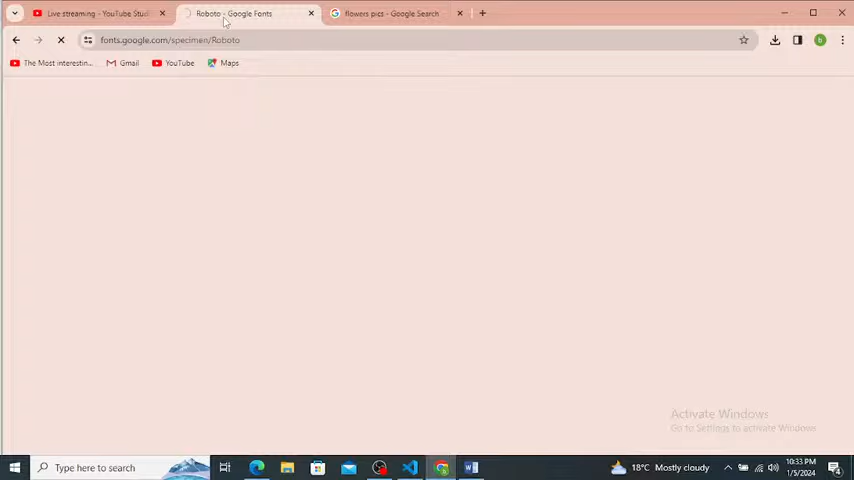 Live streaming - YouTube Studi
Roboto - Google Fonts
flowers pics - Google Search
fonts.google.com/specimen/Roboto
b
The Most interestin...
Gmail
YouTube
Maps
Activate Windows
Go to Settings to activate Windows.
Type here to search
18°C Mostly cloudy
10:33 PM
1/5/2024
4